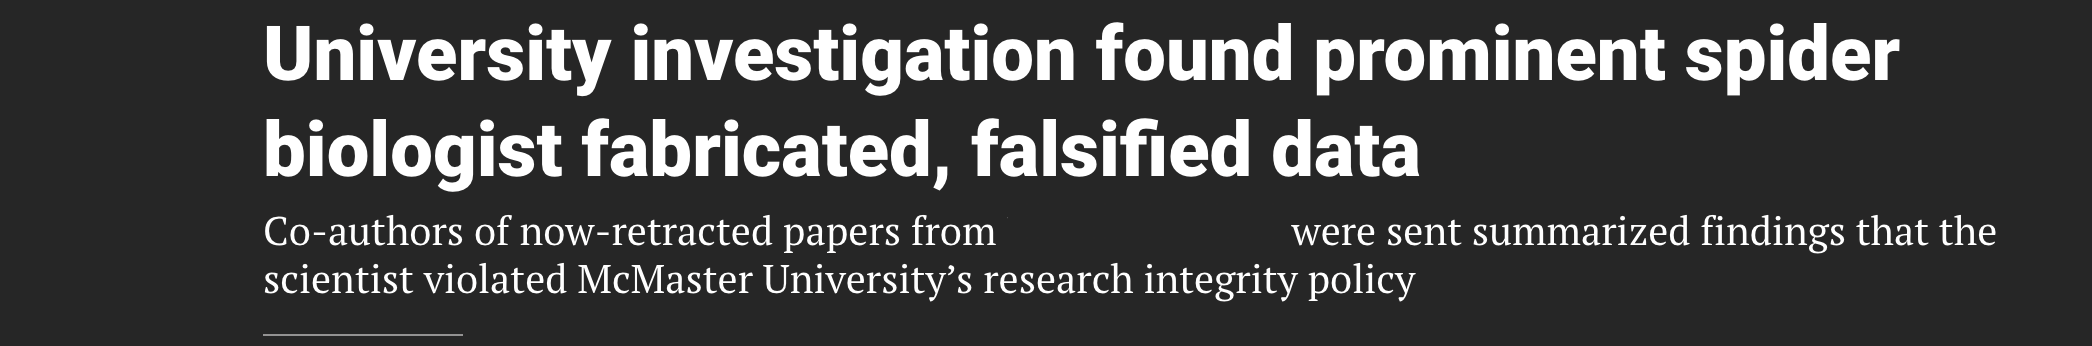 University investigation found prominent spider
biologist fabricated, falsified data
Co-authors of now-retracted papers from were sent summarized findings that the
scientist violated McMaster University’s research integrity policy